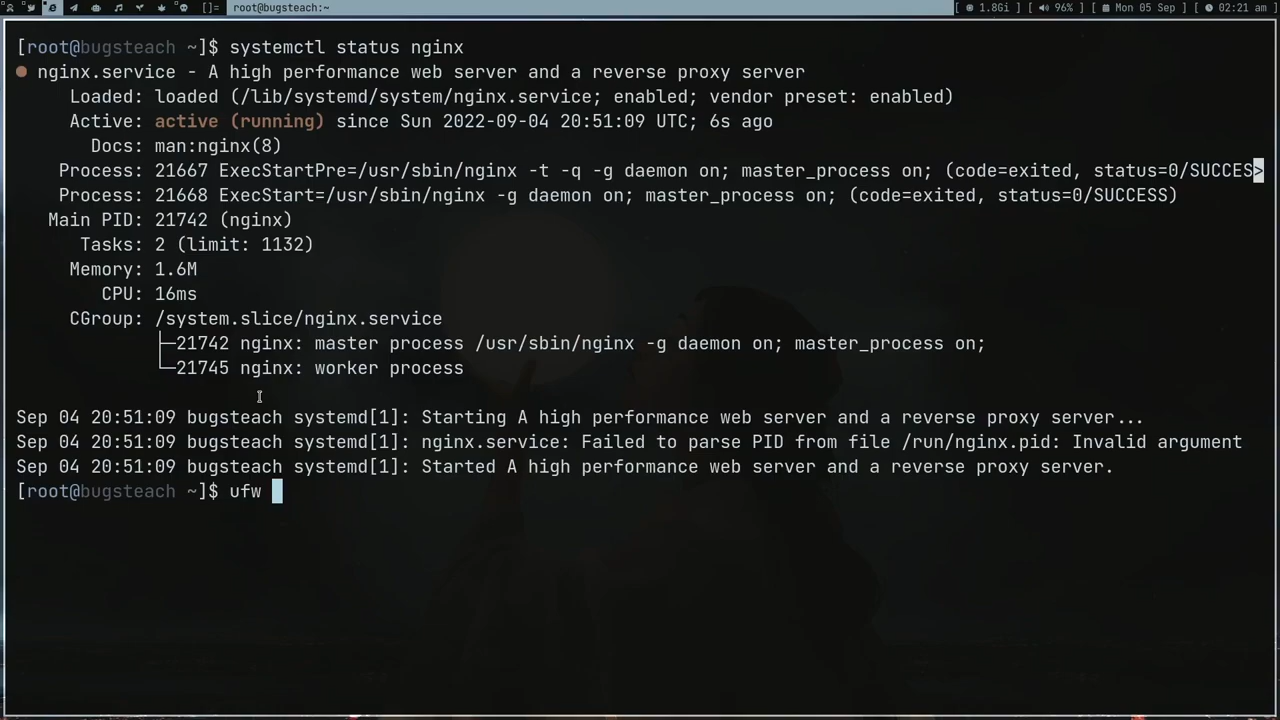 []= root@bugsteach:~ [ 1.8Gi ] [ 96% ] [ Mon 05 Sep ] [ 02:21 am ]
[root@bugsteach ~]$ systemctl status nginx
● nginx.service - A high performance web server and a reverse proxy server
Loaded: loaded (/lib/systemd/system/nginx.service; enabled; vendor preset: enabled)
Active: active (running) since Sun 2022-09-04 20:51:09 UTC; 6s ago
Docs: man:nginx(8)
Process: 21667 ExecStartPre=/usr/sbin/nginx -t -q -g daemon on; master_process on; (code=exited, status=0/SUCCES>
Process: 21668 ExecStart=/usr/sbin/nginx -g daemon on; master_process on; (code=exited, status=0/SUCCESS)
Main PID: 21742 (nginx)
Tasks: 2 (limit: 1132)
Memory: 1.6M
CPU: 16ms
CGroup: /system.slice/nginx.service
├─21742 nginx: master process /usr/sbin/nginx -g daemon on; master_process on;
└─21745 nginx: worker process
Sep 04 20:51:09 bugsteach systemd[1]: Starting A high performance web server and a reverse proxy server...
Sep 04 20:51:09 bugsteach systemd[1]: nginx.service: Failed to parse PID from file /run/nginx.pid: Invalid argument
Sep 04 20:51:09 bugsteach systemd[1]: Started A high performance web server and a reverse proxy server.
[root@bugsteach ~]$ ufw